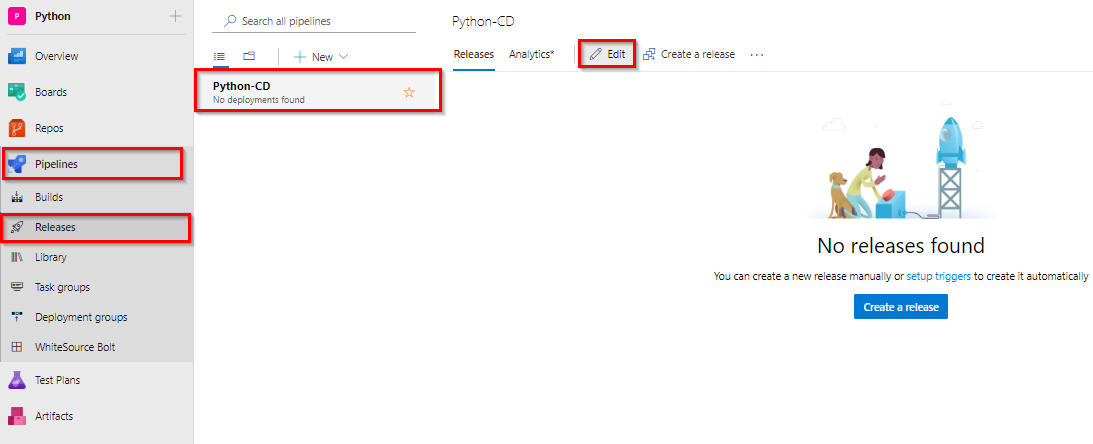 P Python
Overview
Boards
Repos
Pipelines
Builds
Releases
Library
Task groups
Deployment groups
WhiteSource Bolt
Test Plans
Artifacts
Search all pipelines
New
Python-CD
No deployments found
Python-CD
Releases Analytics* Edit Create a release ...
No releases found
You can create a new release manually or setup triggers to create it automatically
Create a release